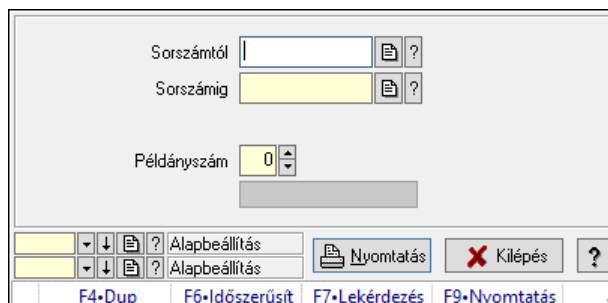 Sorszámtól ?
Sorszámig ?
Példányszám 0
? Alapbeállítás
? Alapbeállítás
Nyomtatás Kilépés ?
F4•Dup F6•Időszerűsít F7•Lekérdezés F9•Nyomtatás